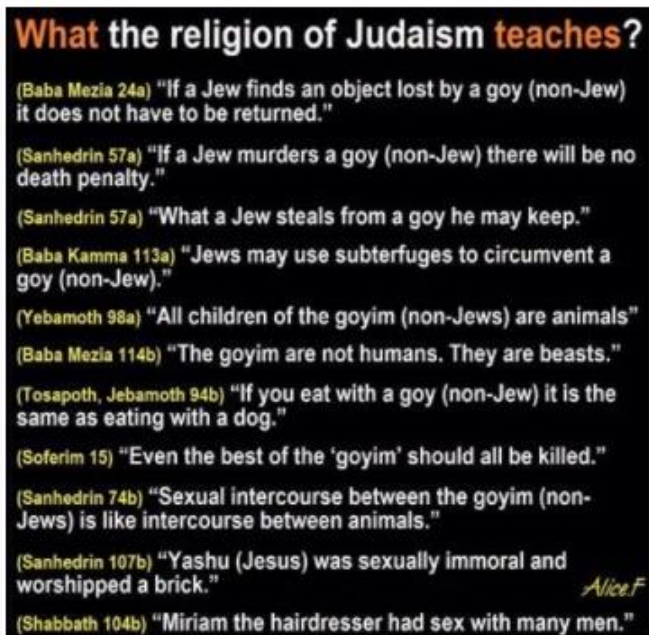 What the religion of Judaism teaches?
(Baba Mezia 24a) “If a Jew finds an object lost by a goy (non-Jew)
it does not have to be returned.”
(Sanhedrin 57a) “If a Jew murders a goy (non-Jew) there will be no
death penalty.”
(Sanhedrin 57a) “What a Jew steals from a goy he may keep.”
(Baba Kamma 113a) “Jews may use subterfuges to circumvent a
goy (non-Jew).”
(Yebamoth 98a) “All children of the goyim (non-Jews) are animals”
(Baba Mezia 114b) “The goyim are not humans. They are beasts.”
(Tosapoth, Jebamoth 94b) “If you eat with a goy (non-Jew) it is the
same as eating with a dog.”
(Soferim 15) “Even the best of the ‘goyim’ should all be killed.”
(Sanhedrin 74b) “Sexual intercourse between the goyim (non-
Jews) is like intercourse between animals.”
(Sanhedrin 107b) “Yashu (Jesus) was sexually immoral and
worshipped a brick.”
Alice.F
(Shabbath 104b) “Miriam the hairdresser had sex with many men.”